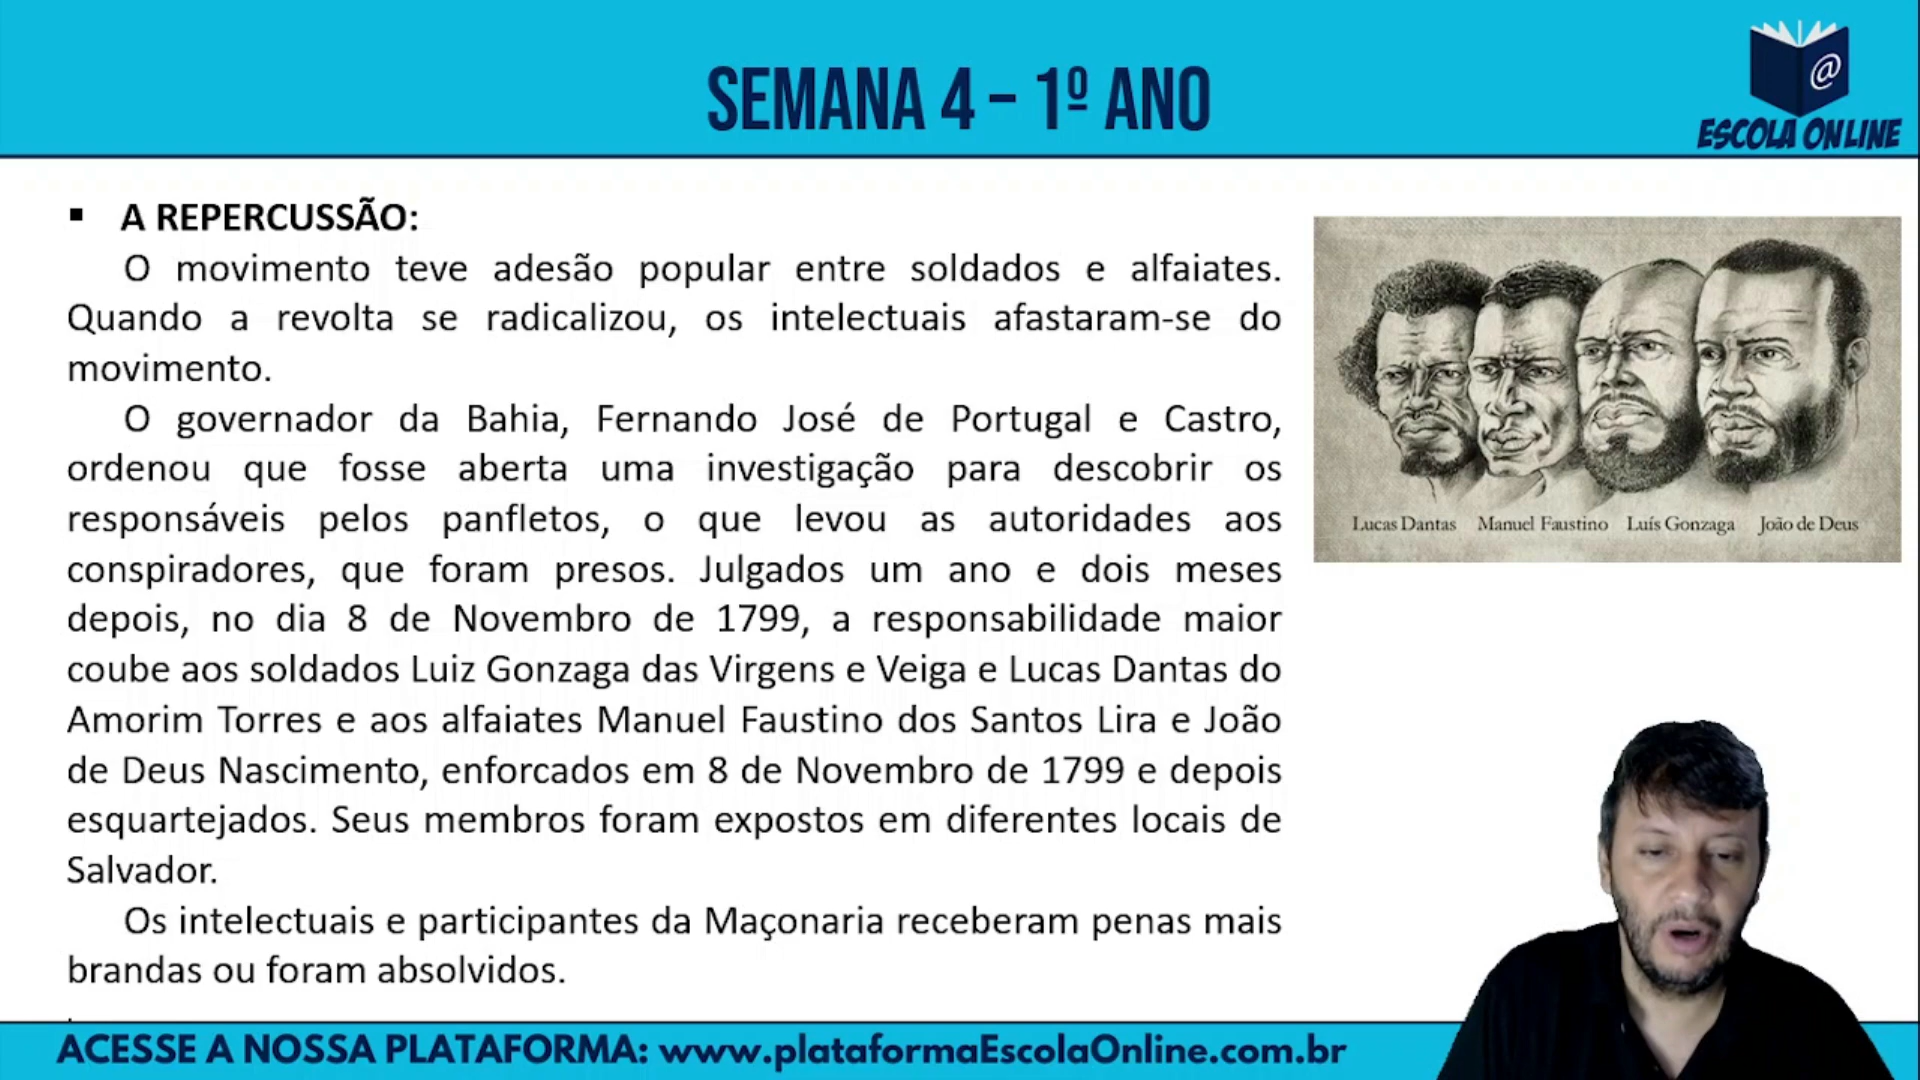 SEMANA 4 – 1º ANO
@
ESCOLA ONLINE
▪ A REPERCUSSÃO:
O movimento teve adesão popular entre soldados e alfaiates.
Quando a revolta se radicalizou, os intelectuais afastaram-se do
movimento.
O governador da Bahia, Fernando José de Portugal e Castro,
ordenou que fosse aberta uma investigação para descobrir os
responsáveis pelos panfletos, o que levou as autoridades aos
conspiradores, que foram presos. Julgados um ano e dois meses
depois, no dia 8 de Novembro de 1799, a responsabilidade maior
coube aos soldados Luiz Gonzaga das Virgens e Veiga e Lucas Dantas do
Amorim Torres e aos alfaiates Manuel Faustino dos Santos Lira e João
de Deus Nascimento, enforcados em 8 de Novembro de 1799 e depois
esquartejados. Seus membros foram expostos em diferentes locais de
Salvador.
Os intelectuais e participantes da Maçonaria receberam penas mais
brandas ou foram absolvidos.
.
Lucas Dantas Manuel Faustino Luís Gonzaga João de Deus
ACESSE A NOSSA PLATAFORMA: www.plataformaEscolaOnline.com.br